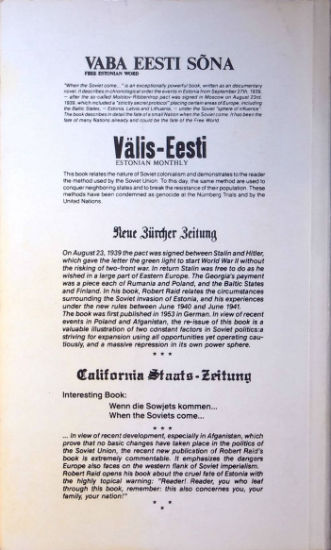 VABA EESTI SÕNA
FREE ESTONIAN WORD
"When the Soviet come..." is an exceptionally powerful book, written as an documentary
novel. It describes in chronological order the events in Estonia from September 27th, 1939,
— after the so-called Molotov-Ribbentrop pact was signed in Moscow on August 23rd,
1939, which included a "strictly secret protocol" placing certain areas of Europe, including
the Baltic States, — Estonia, Latvia and Lithuania, — under the Soviet "sphere of influence".
The book describes in detail the fate of a small Nation when the Soviet come. It has been the
fate of many Nations already and could be the fate of the Free World.
Välis-Eesti
ESTONIAN MONTHLY
This book relates the nature of Soviet colonialism and demonstrates to the reader
the method used by the Soviet Union. To this day, the same method are used to
conquer neighboring states and to break the resistance of their population. These
methods have been condemned as genocide at the Nürnberg Trials and by the
United Nations.
Neue Zürcher Zeitung
On August 23, 1939 the pact was signed between Stalin and Hitler,
which gave the letter the green light to start World War II without
the risking of two-front war. In return Stalin was free to do as he
wished in a large part of Eastern Europe. The Georgia's payment
was a piece each of Rumania and Poland, and the Baltic States
and Finland. In his book, Robert Raid relates the circumstances
surrounding the Soviet invasion of Estonia, and his experiences
under the new rules between June 1940 and June 1941.
The book was first published in 1953 in German. In view of recent
events in Poland and Afganistan, the re-issue of this book is a
valuable illustration of two constant factors in Soviet politics:a
striving for expansion using all opportunities yet operating cau-
tiously, and a massive repression in its own power sphere.
* * *
California Staats-Zeitung
Interesting Book:
Wenn die Sowjets kommen...
When the Soviets come...
* * *
... In view of recent development, especially in Afganistan, which
prove that no basic changes have taken place in the politics of
the Soviet Union, the recent new publication of Robert Raid's
book is extremely commendable. It emphasizes the dangers
Europe also faces on the western flank of Soviet imperialism.
Robert Raid opens his book about the cruel fate of Estonia with
the highly topical warning: "Reader! Reader, you who leaf
through this book, remember: this also concerns you, your
family, your nation!"
* * *
*